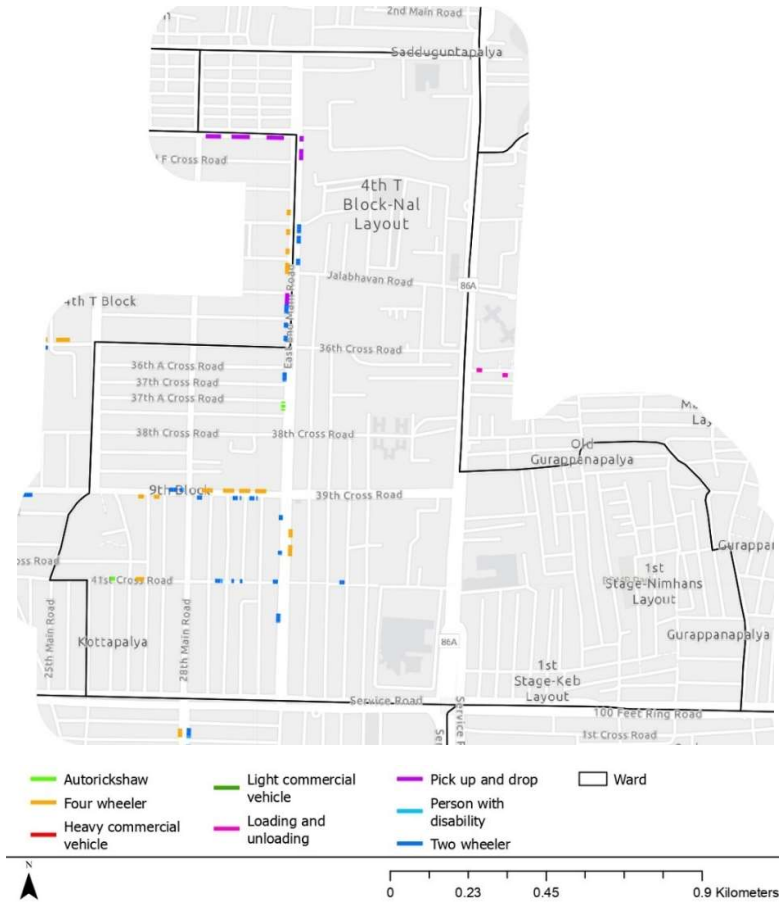 2nd Main Road
Sadduguntapalya
F Cross Road
4th T
Block-Nal
Layout
Jalabhavan Road
86A
4th T Block
East End Main Road
36th Cross Road
36th A Cross Road
37th Cross Road
37th A Cross Road
38th Cross Road
38th Cross Road
Old
Gurappanapalya
Lay
9th Block
39th Cross Road
Gurappan
oss Road
41st Cross Road
1st
Stage-Nimhans
Layout
25th Main Road
28th Main Road
Kottapalya
86A
Gurappanapalya
1st
Stage-Keb
Layout
Service Road
100 Feet Ring Road
1st Cross Road
Autorickshaw
Four wheeler
Heavy commercial
vehicle
Light commercial
vehicle
Loading and
unloading
Pick up and drop
Person with
disability
Two wheeler
Ward
N
0 0.23 0.45 0.9 Kilometers